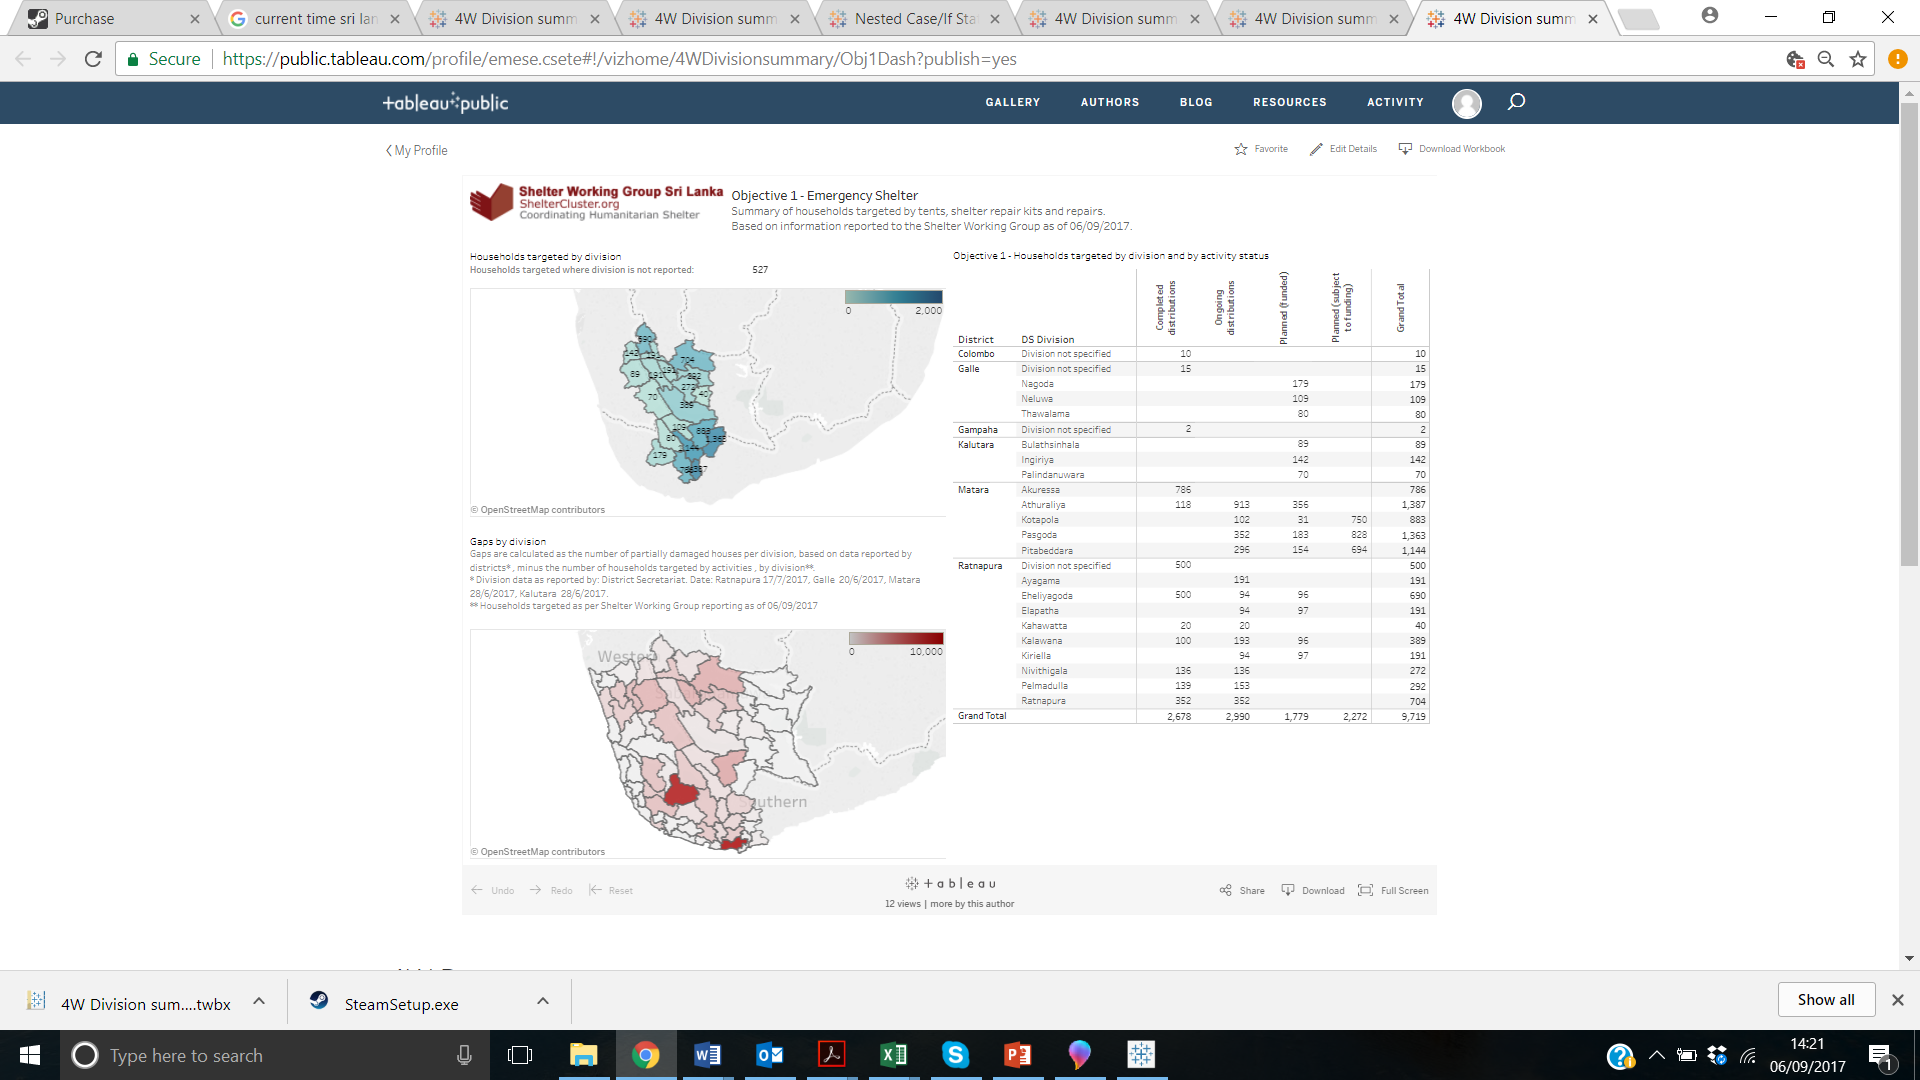 Purchase
current time sri lan
4W Division summ
4W Division summ
Nested Case/If Sta
4W Division summ
4W Division summ
4W Division summ
Secure
https://public.tableau.com/profile/emese.csete#!/vizhome/4WDivisionsummary/Obj1Dash?publish=yes
+ableau public
GALLERY AUTHORS BLOG RESOURCES ACTIVITY
My Profile
Favorite Edit Details Download Workbook
Shelter Working Group Sri Lanka
ShelterCluster.org
Coordinating Humanitarian Shelter
Objective 1 - Emergency Shelter
Summary of households targeted by tents, shelter repair kits and repairs.
Based on information reported to the Shelter Working Group as of 06/09/2017.
Households targeted by division
Households targeted where division is not reported: 527
0 2,000
690
142
704
89 191 191 292
272 40
70
389
109 883
1,363
80
179
© OpenStreetMap contributors
Gaps by division
Gaps are calculated as the number of partially damaged houses per division, based on data reported by
districts* , minus the number of households targeted by activities , by division**.
* Division data as reported by: District Secretariat. Date: Ratnapura 17/7/2017, Galle 20/6/2017, Matara
28/6/2017, Kalutara 28/6/2017.
** Households targeted as per Shelter Working Group reporting as of 06/09/2017
0 10,000
Western
Southern
© OpenStreetMap contributors
Objective 1 - Households targeted by division and by activity status
District DS Division Completed distributions Ongoing distributions Planned (funded) Planned (subject to funding) Grand Total
Colombo Division not specified 10 10
Galle Division not specified 15 15
Nagoda 179 179
Neluwa 109 109
Thawalama 80 80
Gampaha Division not specified 2 2
Kalutara Bulathsinhala 89 89
Ingiriya 142 142
Palindanuwara 70 70
Matara Akuressa 786 786
Athuraliya 118 913 356 1,387
Kotapola 102 31 750 883
Pasgoda 352 183 828 1,363
Pitabeddara 296 154 694 1,144
Ratnapura Division not specified 500 500
Ayagama 191 191
Eheliyagoda 500 94 96 690
Elapatha 94 97 191
Kahawatta 20 20 40
Kalawana 100 193 96 389
Kiriella 94 97 191
Nivithigala 136 136 272
Pelmadulla 139 153 292
Ratnapura 352 352 704
Grand Total 2,678 2,990 1,779 2,272 9,719
Undo Redo Reset
+ a b | e a u
12 views | more by this author
Share Download Full Screen
4W Division sum....twbx
SteamSetup.exe
Show all
Type here to search
14:21
06/09/2017
1